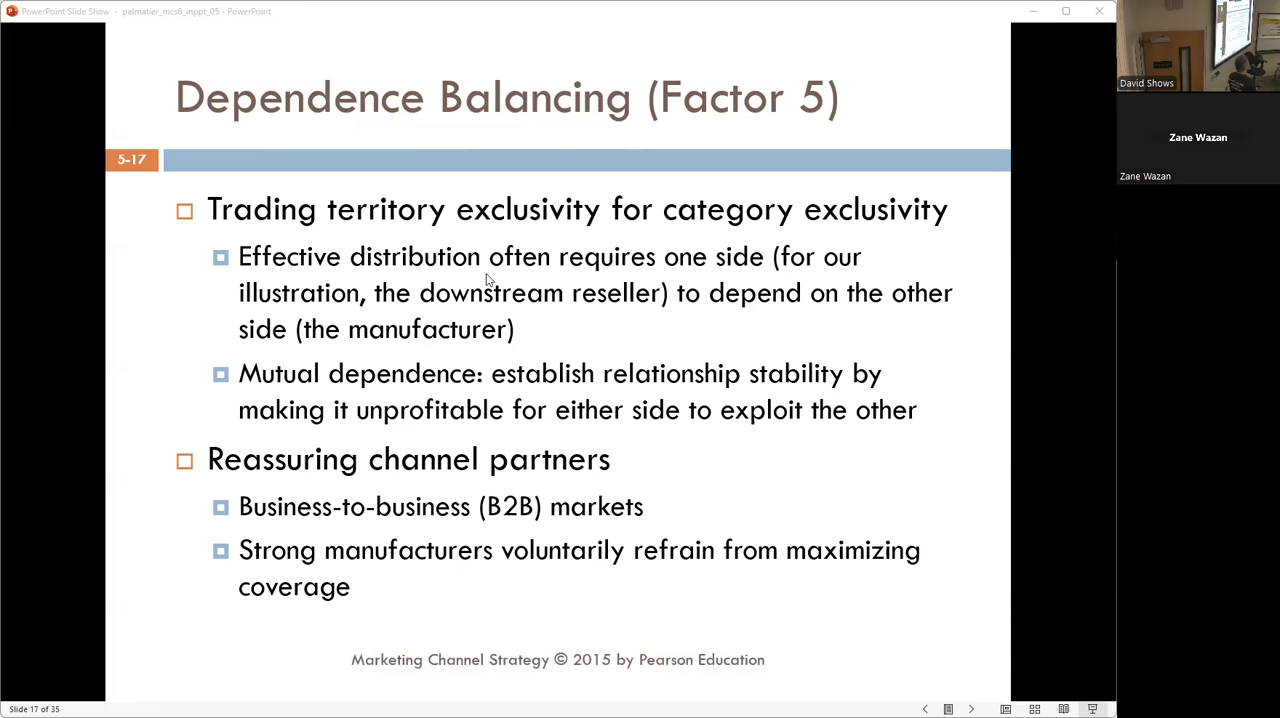 PowerPoint Slide Show - palmatier_mcs8_inppt_05 - PowerPoint
Dependence Balancing (Factor 5)
5-17
Trading territory exclusivity for category exclusivity
Effective distribution often requires one side (for our
illustration, the downstream reseller) to depend on the other
side (the manufacturer)
Mutual dependence: establish relationship stability by
making it unprofitable for either side to exploit the other
Reassuring channel partners
Business-to-business (B2B) markets
Strong manufacturers voluntarily refrain from maximizing
coverage
Marketing Channel Strategy © 2015 by Pearson Education
Slide 17 of 35
David Shows
Zane Wazan
Zane Wazan